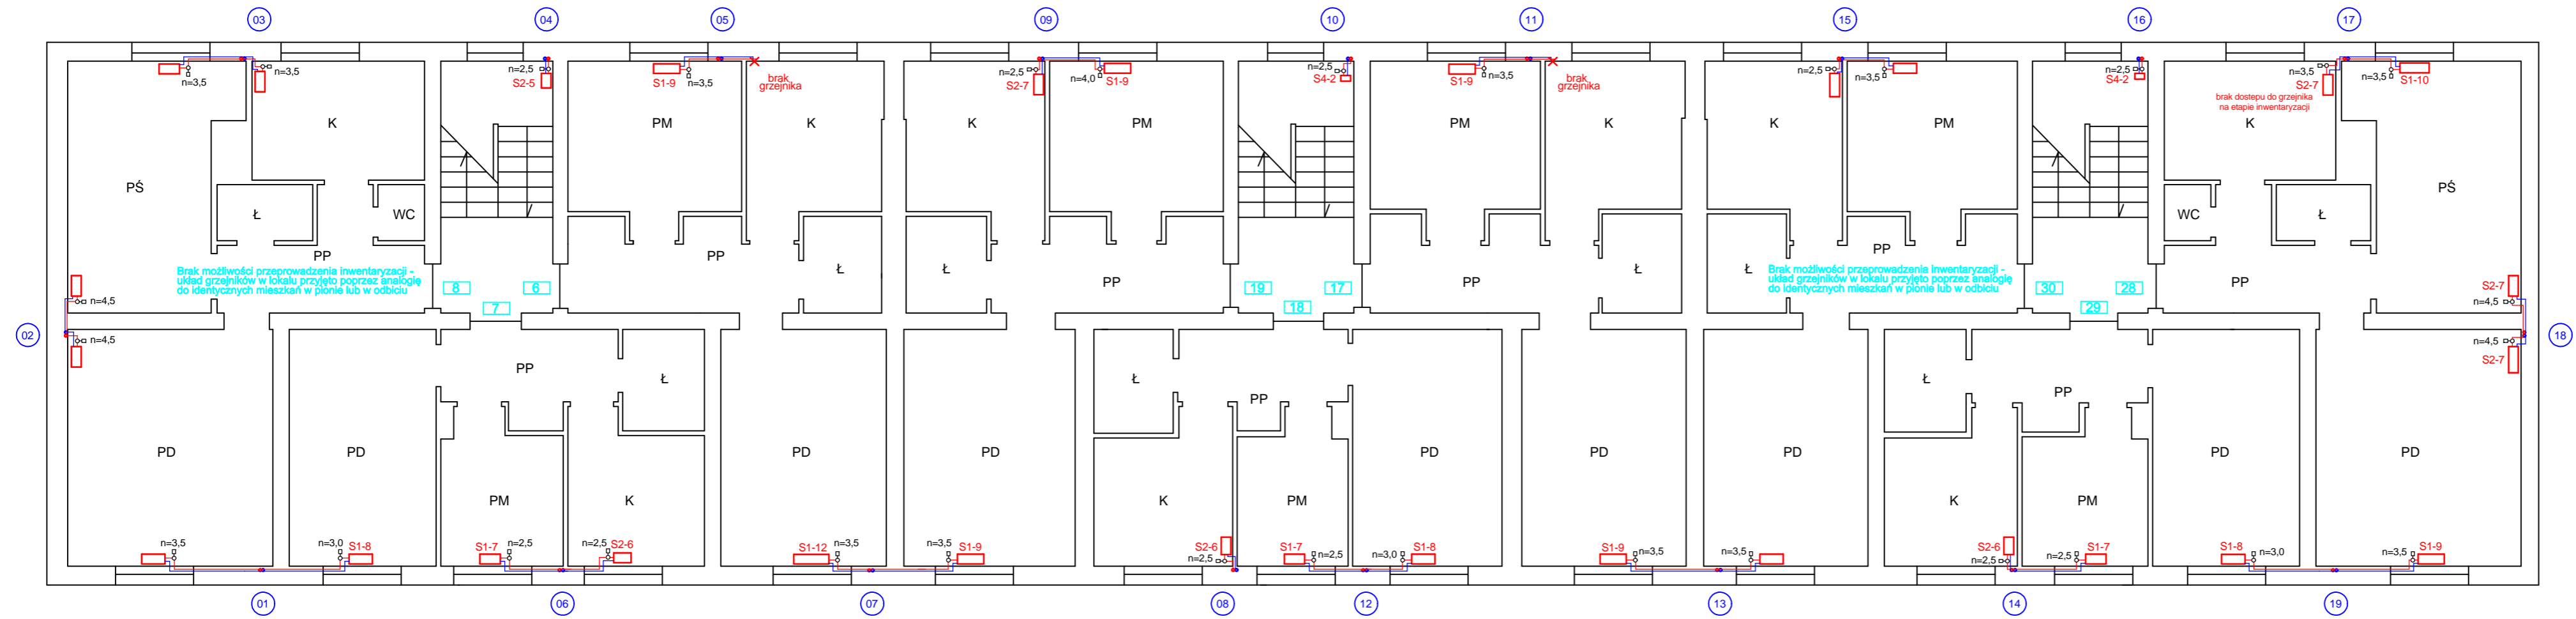 03
04
05
09
10
11
15
16
17
n=3,5
n=3,5
n=2,5
S2-5
S1-9
n=3,5
brak
grzejnika
n=2,5
S2-7
n=4,0
S1-9
n=2,5
S4-2
S1-9
n=3,5
brak
grzejnika
n=2,5
n=3,5
n=2,5
S4-2
n=3,5
S2-7
brak dostepu do grzejnika
na etapie inwentaryzacji
n=3,5
S1-10
K
PM
K
K
PM
PM
K
K
PM
K
PŚ
Ł
WC
PŚ
WC
Ł
PP
PP
Ł
Ł
PP
PP
Ł
Ł
PP
PP
Brak możliwości przeprowadzenia inwentaryzacji -
układ grzejników w lokalu przyjęto poprzez analogię
do identycznych mieszkań w pionie lub w odbiciu
Brak możliwości przeprowadzenia inwentaryzacji -
układ grzejników w lokalu przyjęto poprzez analogię
do identycznych mieszkań w pionie lub w odbiciu
8
6
7
19
17
18
30
28
29
n=4,5
S2-7
n=4,5
02
n=4,5
n=4,5
S2-7
18
PP
Ł
Ł
PP
Ł
PP
PD
PD
PM
K
PD
PD
K
PM
PD
PD
PD
K
PM
PD
PD
n=3,5
n=3,0
S1-8
S1-7
n=2,5
n=2,5
S2-6
S1-12
n=3,5
n=3,5
S1-9
S2-6
n=2,5
S1-7
n=2,5
n=3,0
S1-8
S1-9
n=3,5
n=3,5
S2-6
n=2,5
n=2,5
S1-7
S1-8
n=3,0
n=3,5
S1-9
01
06
07
08
12
13
14
19